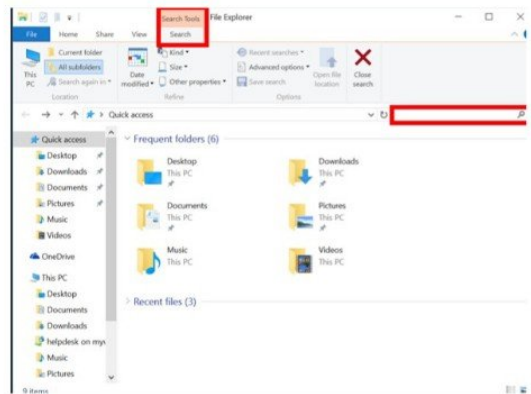 Search Tools File Explorer
File Home Share View Search
This PC
Current folder
All subfolders
Search again in
Location
Date modified
Kind
Size
Other properties
Refine
Recent searches
Advanced options
Save search
Open file location
Options
Close search
Quick access
Quick access
Desktop
Downloads
Documents
Pictures
Music
Videos
OneDrive
This PC
Desktop
Documents
Downloads
helpdesk on
Music
Pictures
Frequent folders (6)
Desktop
This PC
Downloads
This PC
Documents
This PC
Pictures
This PC
Music
This PC
Videos
This PC
Recent files (3)
9 items